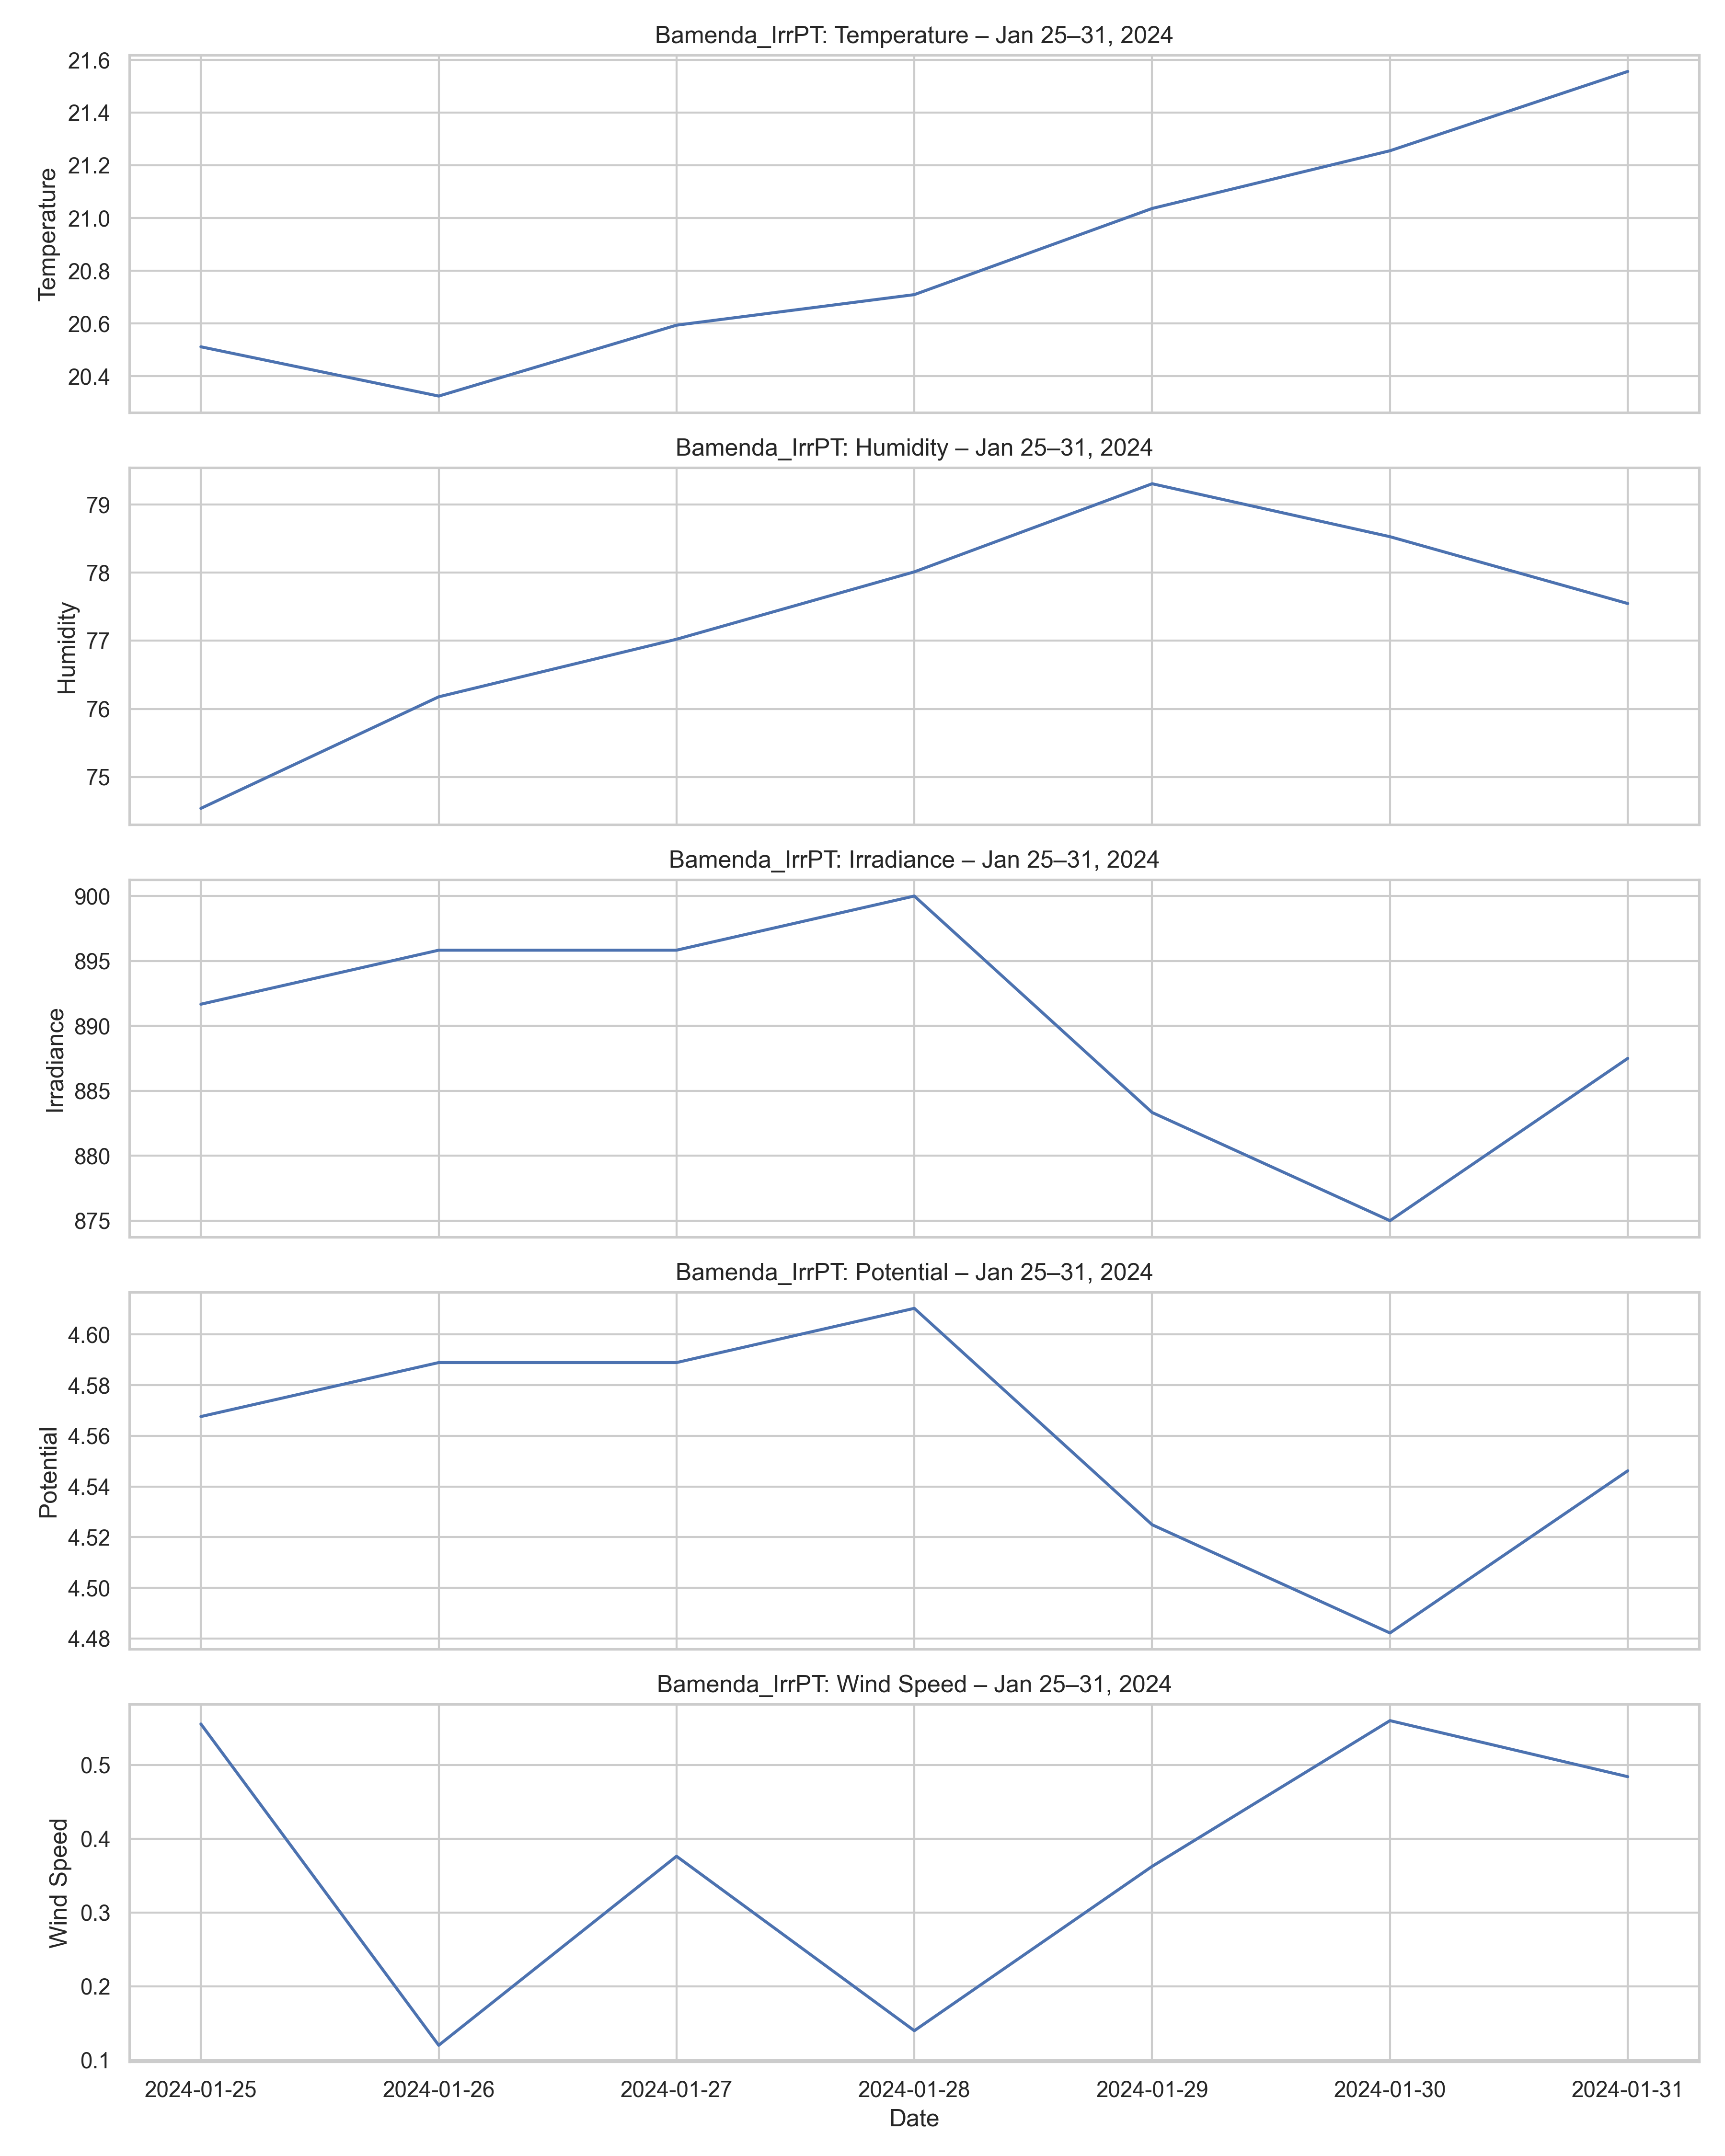 Bamenda_IrrPT: Temperature – Jan 25–31, 2024
21.6
21.4
21.2
21.0
20.8
20.6
20.4
Temperature
Bamenda_IrrPT: Humidity – Jan 25–31, 2024
79
78
77
76
75
Humidity
Bamenda_IrrPT: Irradiance – Jan 25–31, 2024
900
895
890
885
880
875
Irradiance
Bamenda_IrrPT: Potential – Jan 25–31, 2024
4.60
4.58
4.56
4.54
4.52
4.50
4.48
Potential
Bamenda_IrrPT: Wind Speed – Jan 25–31, 2024
0.5
0.4
0.3
0.2
0.1
Wind Speed
2024-01-25 2024-01-26 2024-01-27 2024-01-28 2024-01-29 2024-01-30 2024-01-31
Date